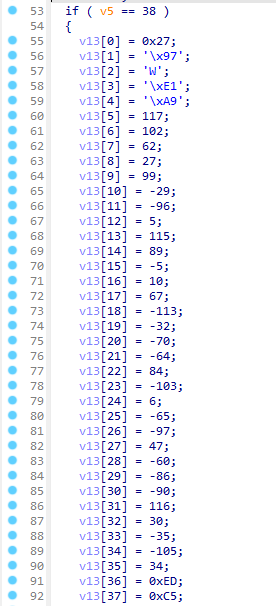 53 if ( v5 == 38 )
54 {
55 v13[0] = 0x27;
56 v13[1] = '\x97';
57 v13[2] = 'W';
58 v13[3] = '\xE1';
59 v13[4] = '\xA9';
60 v13[5] = 117;
61 v13[6] = 102;
62 v13[7] = 62;
63 v13[8] = 27;
64 v13[9] = 99;
65 v13[10] = -29;
66 v13[11] = -96;
67 v13[12] = 5;
68 v13[13] = 115;
69 v13[14] = 89;
70 v13[15] = -5;
71 v13[16] = 10;
72 v13[17] = 67;
73 v13[18] = -113;
74 v13[19] = -32;
75 v13[20] = -70;
76 v13[21] = -64;
77 v13[22] = 84;
78 v13[23] = -103;
79 v13[24] = 6;
80 v13[25] = -65;
81 v13[26] = -97;
82 v13[27] = 47;
83 v13[28] = -60;
84 v13[29] = -86;
85 v13[30] = -90;
86 v13[31] = 116;
87 v13[32] = 30;
88 v13[33] = -35;
89 v13[34] = -105;
90 v13[35] = 34;
91 v13[36] = 0xED;
92 v13[37] = 0xC5;